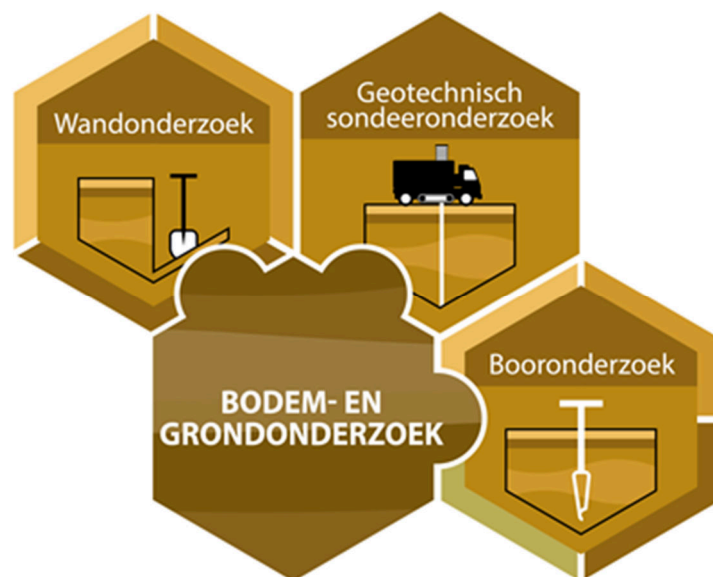 Wandonderzoek
Geotechnisch
sondeeronderzoek
Booronderzoek
BODEM- EN
GRONDONDERZOEK